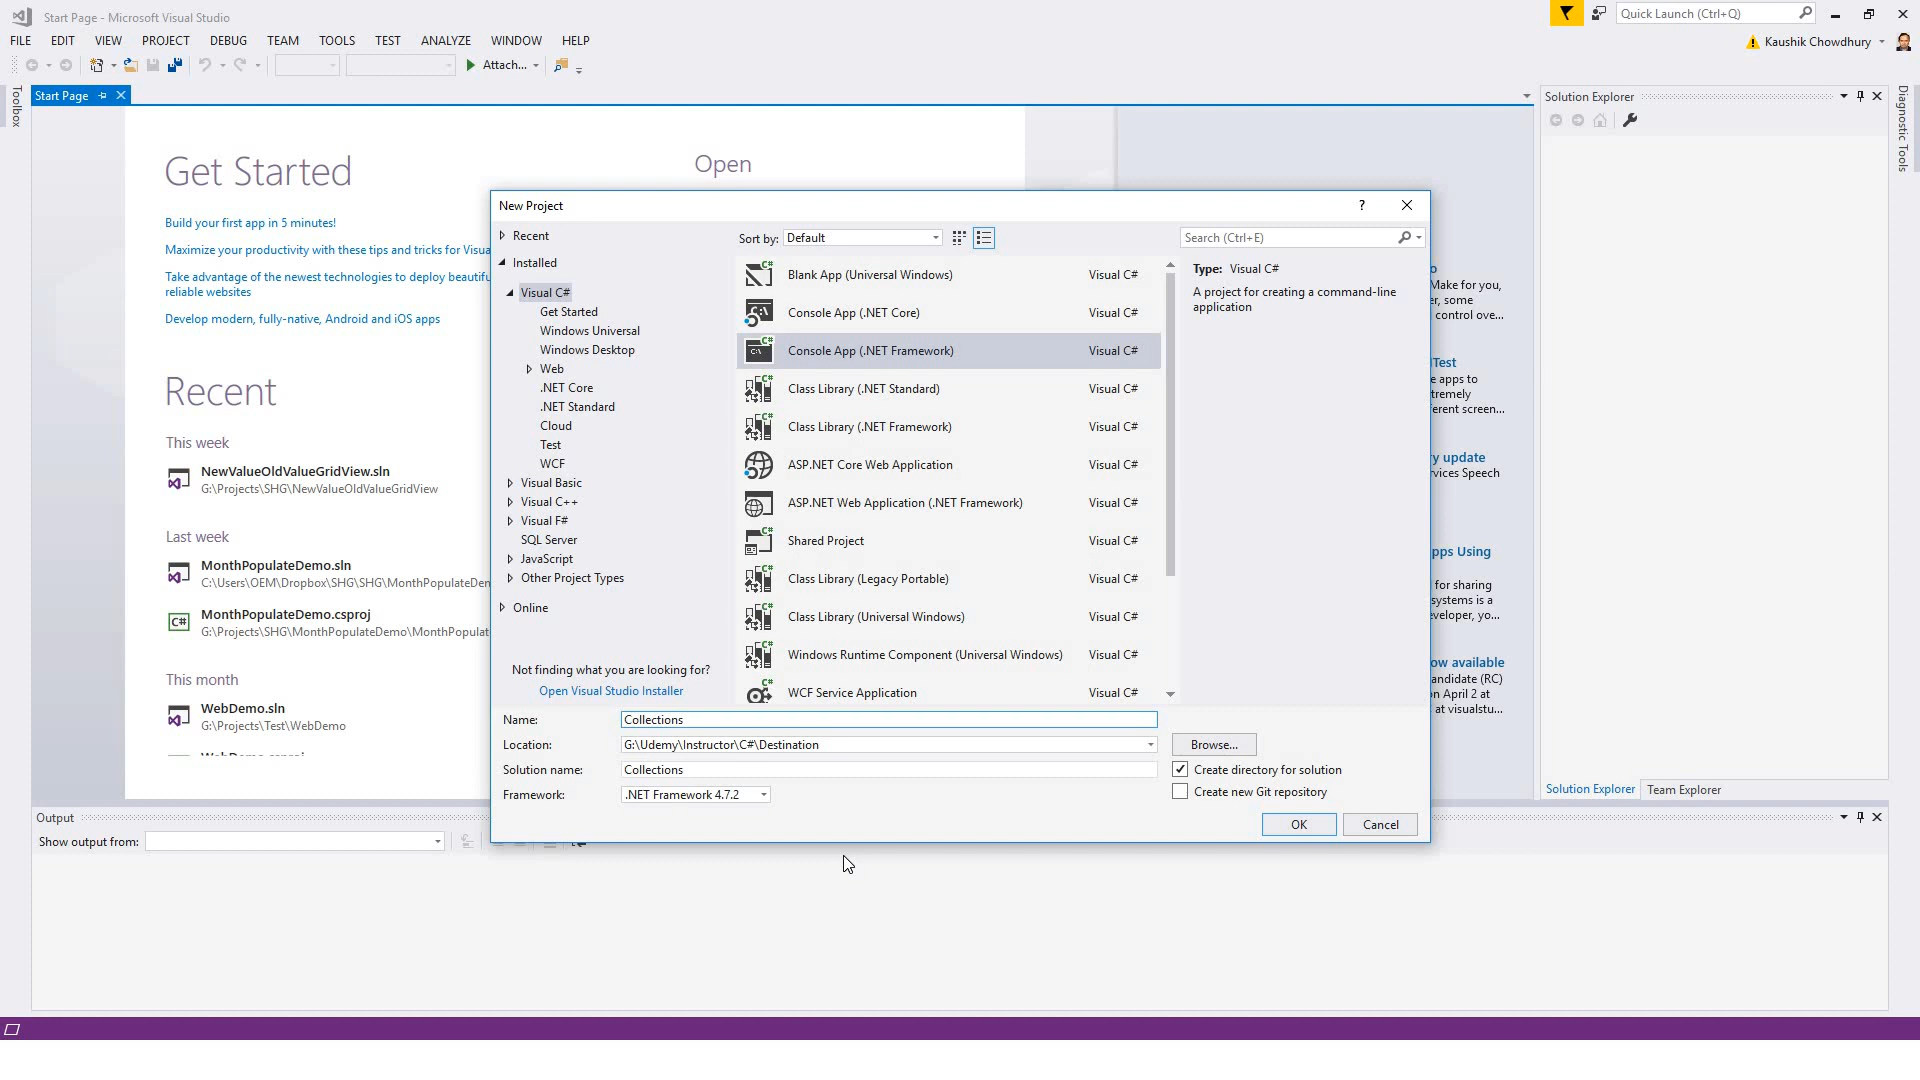 Start Page - Microsoft Visual Studio
Quick Launch (Ctrl+Q)
FILE EDIT VIEW PROJECT DEBUG TEAM TOOLS TEST ANALYZE WINDOW HELP
Kaushik Chowdhury
Attach...
Toolbox
Start Page
Solution Explorer
Diagnostic Tools
Get Started
Open
Build your first app in 5 minutes!
Maximize your productivity with these tips and tricks for Visua
Take advantage of the newest technologies to deploy beautifu
reliable websites
Develop modern, fully-native, Android and iOS apps
Recent
This week
NewValueOldValueGridView.sln
G:\Projects\SHG\NewValueOldValueGridView
Last week
MonthPopulateDemo.sln
C:\Users\OEM\Dropbox\SHG\SHG\MonthPopulateDen
MonthPopulateDemo.csproj
G:\Projects\SHG\MonthPopulateDemo\MonthPopulat
This month
WebDemo.sln
G:\Projects\Test\WebDemo
New Project
?
Recent
Installed
Visual C#
Get Started
Windows Universal
Windows Desktop
Web
.NET Core
.NET Standard
Cloud
Test
WCF
Visual Basic
Visual C++
Visual F#
SQL Server
JavaScript
Other Project Types
Online
Not finding what you are looking for?
Open Visual Studio Installer
Sort by: Default
Search (Ctrl+E)
Blank App (Universal Windows) Visual C#
Console App (.NET Core) Visual C#
Console App (.NET Framework) Visual C#
Class Library (.NET Standard) Visual C#
Class Library (.NET Framework) Visual C#
ASP.NET Core Web Application Visual C#
ASP.NET Web Application (.NET Framework) Visual C#
Shared Project Visual C#
Class Library (Legacy Portable) Visual C#
Class Library (Universal Windows) Visual C#
Windows Runtime Component (Universal Windows) Visual C#
WCF Service Application Visual C#
Type: Visual C#
A project for creating a command-line
application
Name: Collections
Location: G:\Udemy\Instructor\C#\Destination
Browse...
Solution name: Collections
Create directory for solution
Framework: .NET Framework 4.7.2
Create new Git repository
OK Cancel
o
Make for you,
er, some
control ove...
ITest
e apps to
tremely
ferent screen...
ry update
rvices Speech
pps Using
for sharing
systems is a
eveloper, yo...
ow available
andidate (RC)
on April 2 at
at visualstu...
Solution Explorer Team Explorer
Output
Show output from: